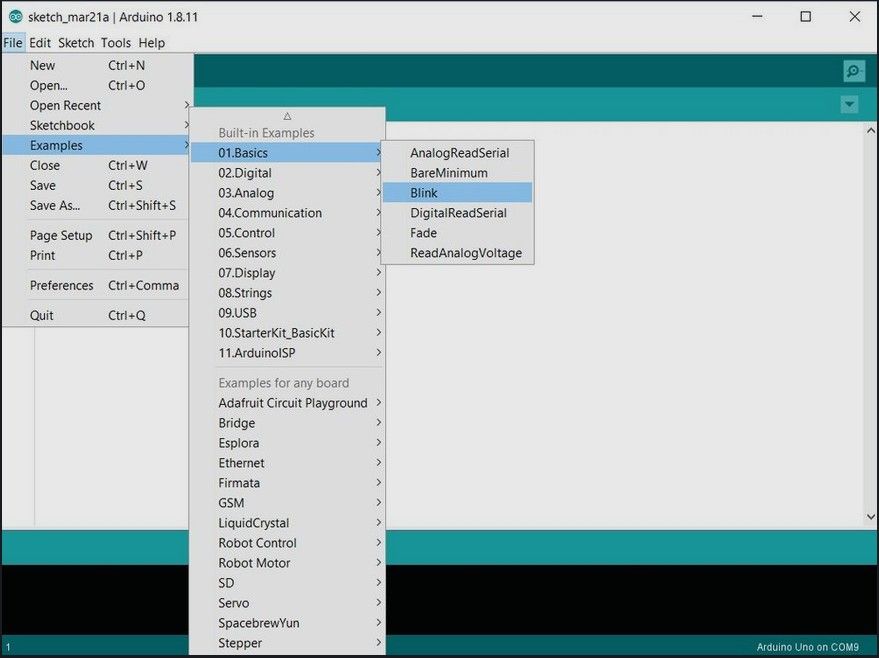 sketch_mar21a | Arduino 1.8.11
File Edit Sketch Tools Help
New Ctrl+N
Open... Ctrl+O
Open Recent
Sketchbook
Examples
Close Ctrl+W
Save Ctrl+S
Save As... Ctrl+Shift+S
Page Setup Ctrl+Shift+P
Print Ctrl+P
Preferences Ctrl+Comma
Quit Ctrl+Q
Built-in Examples
01.Basics
02.Digital
03.Analog
04.Communication
05.Control
06.Sensors
07.Display
08.Strings
09.USB
10.StarterKit_BasicKit
11.ArduinoISP
Examples for any board
Adafruit Circuit Playground
Bridge
Esplora
Ethernet
Firmata
GSM
LiquidCrystal
Robot Control
Robot Motor
SD
Servo
SpacebrewYun
Stepper
AnalogReadSerial
BareMinimum
Blink
DigitalReadSerial
Fade
ReadAnalogVoltage
1 Arduino Uno on COM9